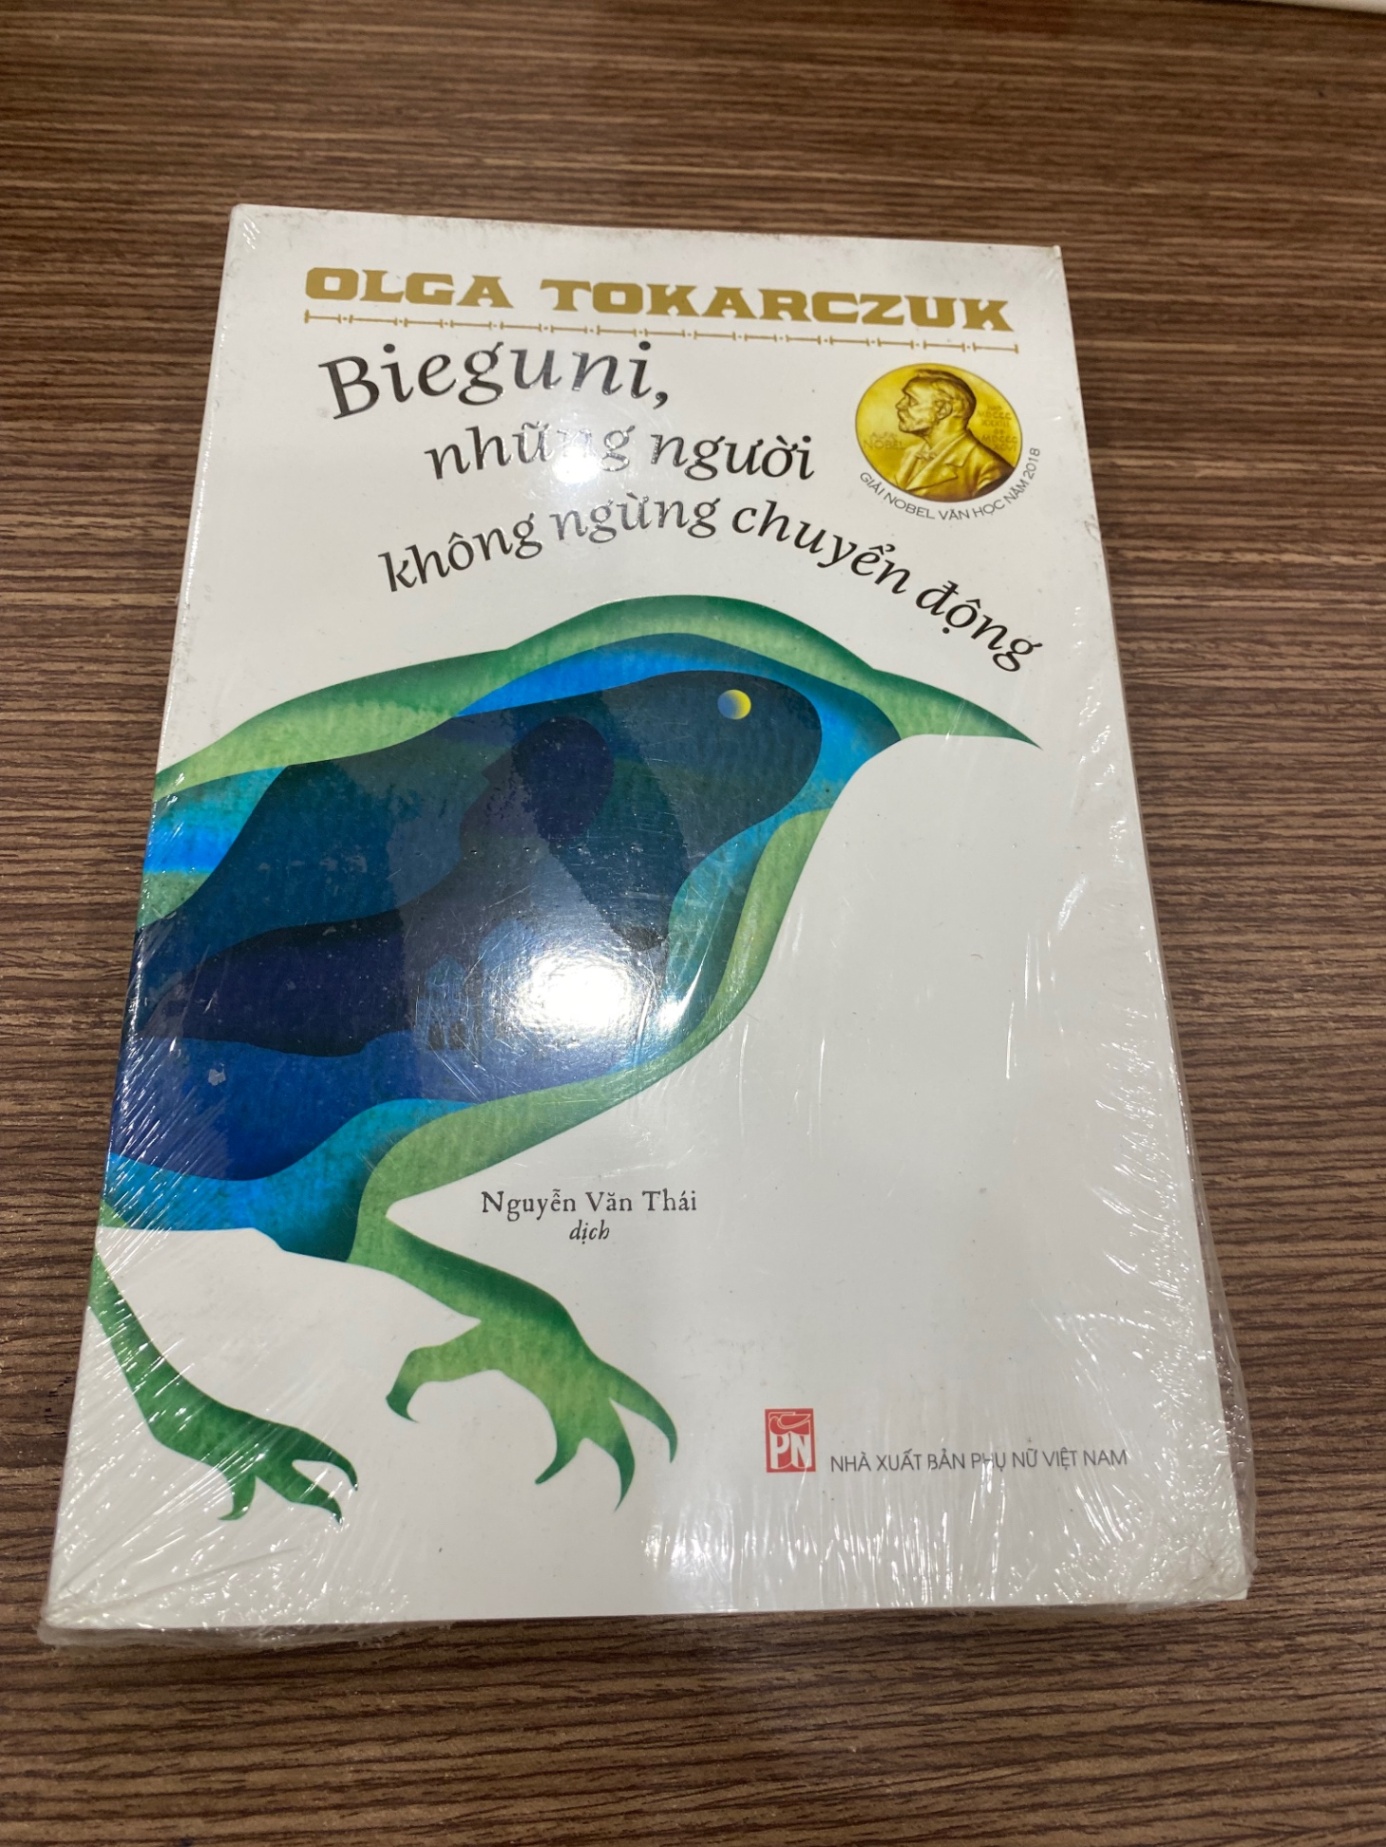 OLGA TOKARCZUK
Bieguni,
những người
không ngừng chuyển động
GIẢI NOBEL VĂN HỌC NĂM 2018
Nguyễn Văn Thái
dịch
PN
NHÀ XUẤT BẢN PHỤ NỮ VIỆT NAM